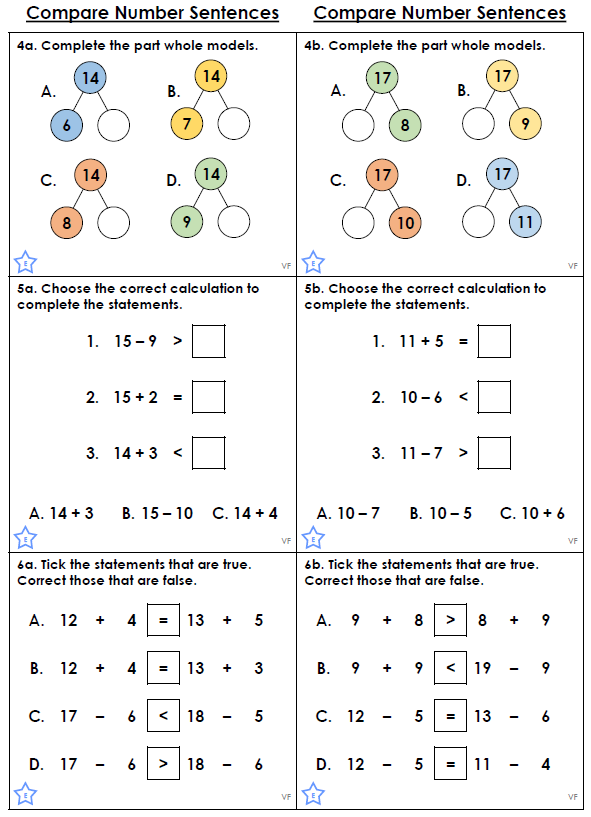 Compare Number Sentences
Compare Number Sentences
4a. Complete the part whole models.
A. 14 6
B. 14 7
C. 14 8
D. 14 9
E
VF
4b. Complete the part whole models.
A. 17 8
B. 17 9
C. 17 10
D. 17 11
E
VF
5a. Choose the correct calculation to
complete the statements.
1. 15 – 9 >
2. 15 + 2 =
3. 14 + 3 <
A. 14 + 3 B. 15 – 10 C. 14 + 4
E
VF
5b. Choose the correct calculation to
complete the statements.
1. 11 + 5 =
2. 10 – 6 <
3. 11 – 7 >
A. 10 – 7 B. 10 – 5 C. 10 + 6
E
VF
6a. Tick the statements that are true.
Correct those that are false.
A. 12 + 4 = 13 + 5
B. 12 + 4 = 13 + 3
C. 17 – 6 < 18 – 5
D. 17 – 6 > 18 – 6
E
VF
6b. Tick the statements that are true.
Correct those that are false.
A. 9 + 8 > 8 + 9
B. 9 + 9 < 19 – 9
C. 12 – 5 = 13 – 6
D. 12 – 5 = 11 – 4
E
VF